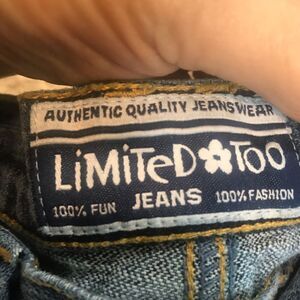 AUTHENTIC QUALITY JEANSWEAR
LiMiTeD TOO
100% FUN JEANS 100% FASHION